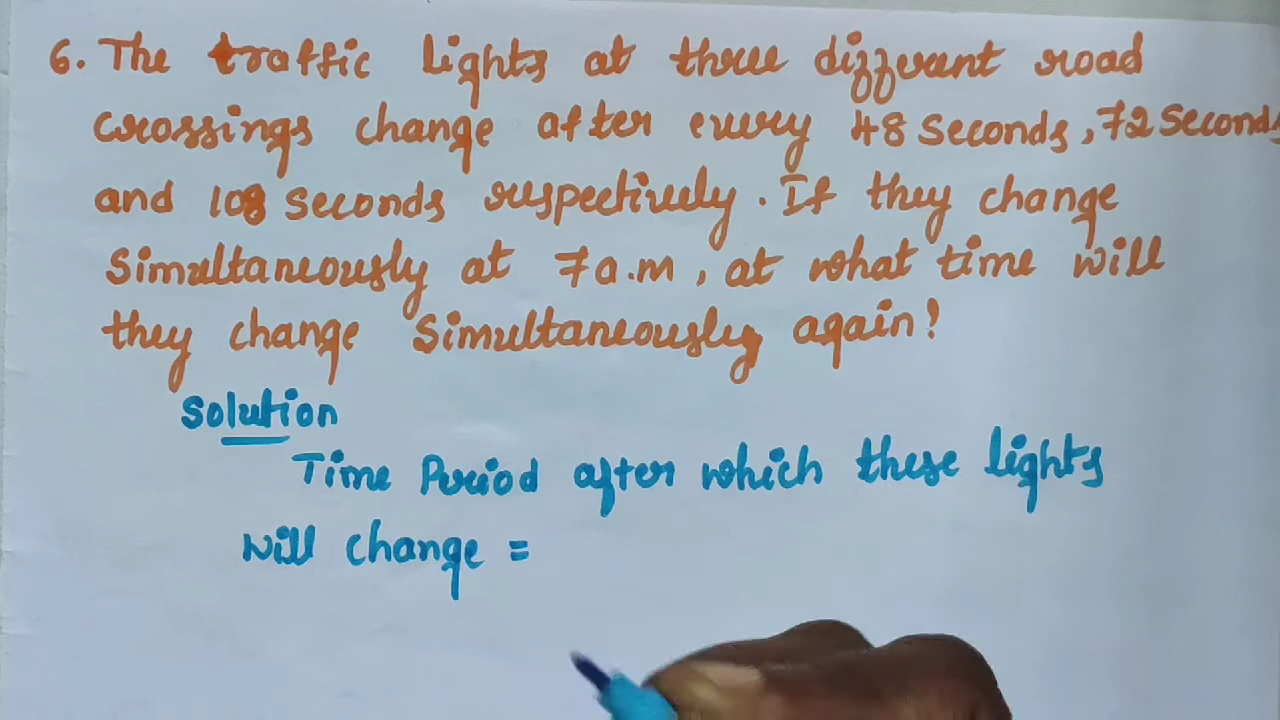 6. The traffic lights at three different road
crossings change after every 48 seconds, 72 seconds
and 108 seconds respectively. If they change
simultaneously at 7 a.m, at what time will
they change simultaneously again?
Solution
Time Period after which these lights
will change =